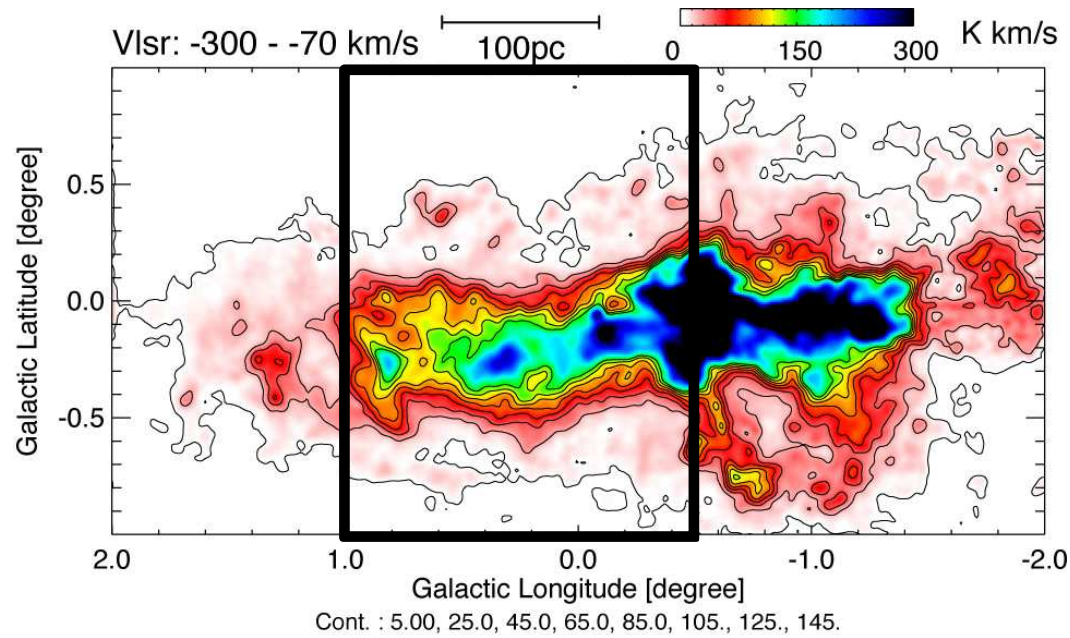 Vlsr: -300 - -70 km/s
100pc
0 150 300
K km/s
Galactic Latitude [degree]
0.5
0.0
-0.5
2.0 1.0 0.0 -1.0 -2.0
Galactic Longitude [degree]
Cont. : 5.00, 25.0, 45.0, 65.0, 85.0, 105., 125., 145.